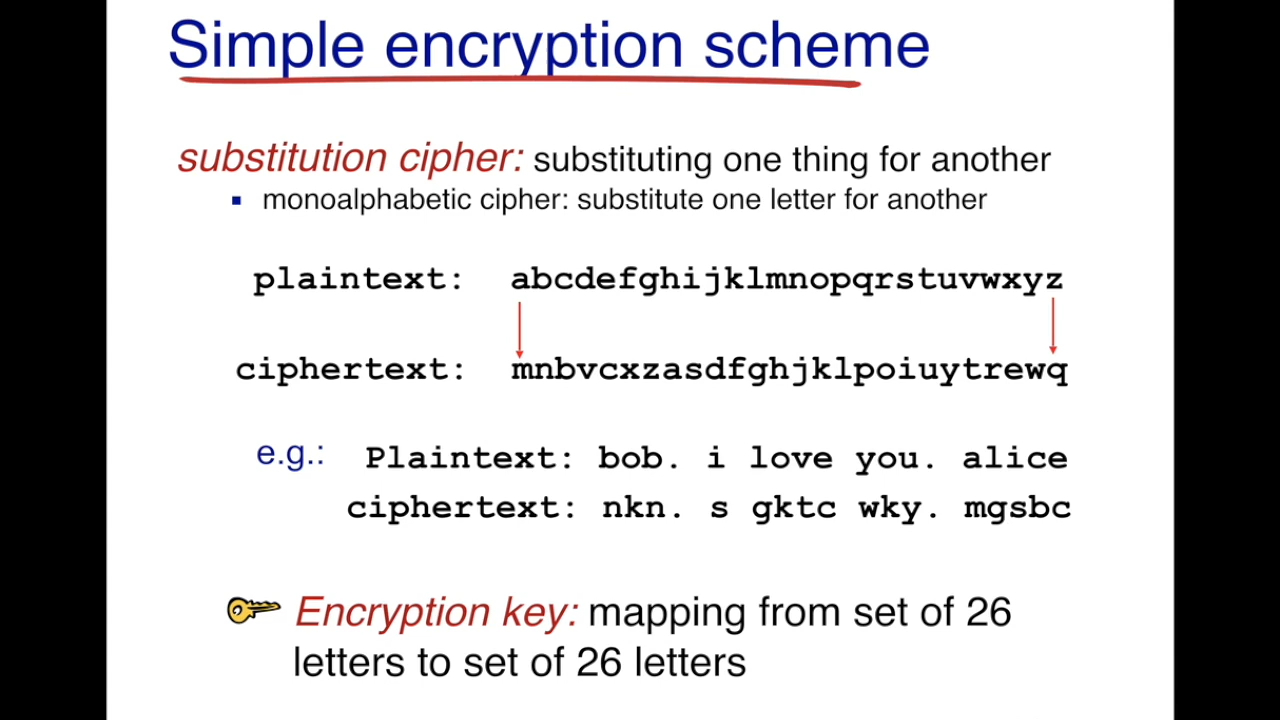 Simple encryption scheme
substitution cipher: substituting one thing for another
▪ monoalphabetic cipher: substitute one letter for another
plaintext: abcdefghijklmnopqrstuvwxyz
ciphertext: mnbvcxzasdfghjklpoiuytrewq
e.g.: Plaintext: bob. i love you. alice
ciphertext: nkn. s gktc wky. mgsbc
Encryption key: mapping from set of 26
letters to set of 26 letters